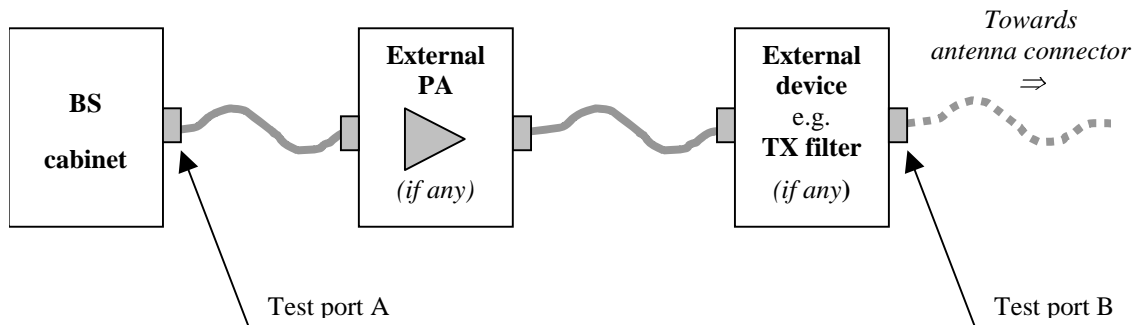 BS
cabinet
External
PA
(if any)
External
device
e.g.
TX filter
(if any)
Towards
antenna connector
⇒
Test port A
Test port B